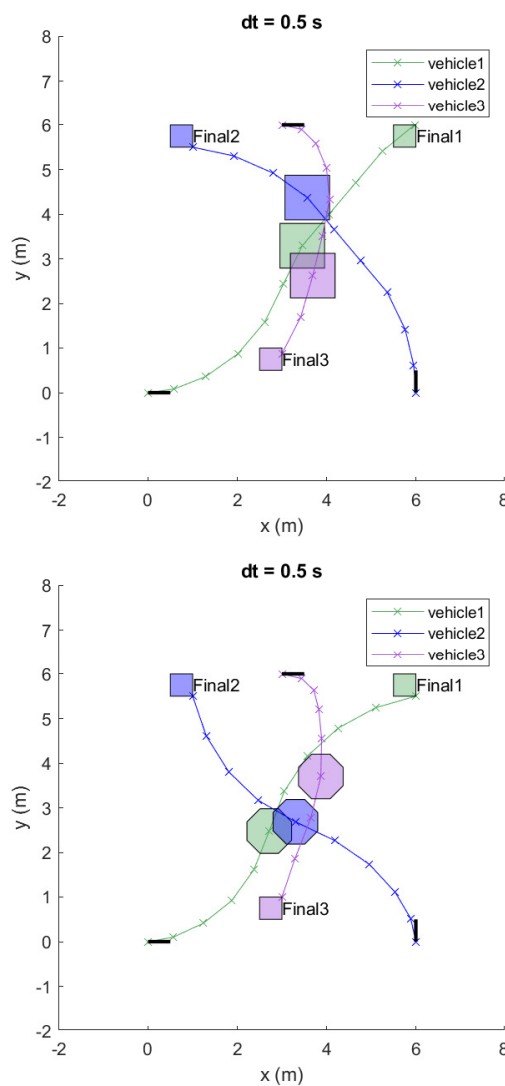 dt = 0.5 s
8
7
6
5
4
3
2
1
0
-1
-2
y (m)
vehicle1
vehicle2
vehicle3
Final2
Final1
Final3
-2 0 2 4 6 8
x (m)
dt = 0.5 s
8
7
6
5
4
3
2
1
0
-1
-2
y (m)
vehicle1
vehicle2
vehicle3
Final2
Final1
Final3
-2 0 2 4 6 8
x (m)